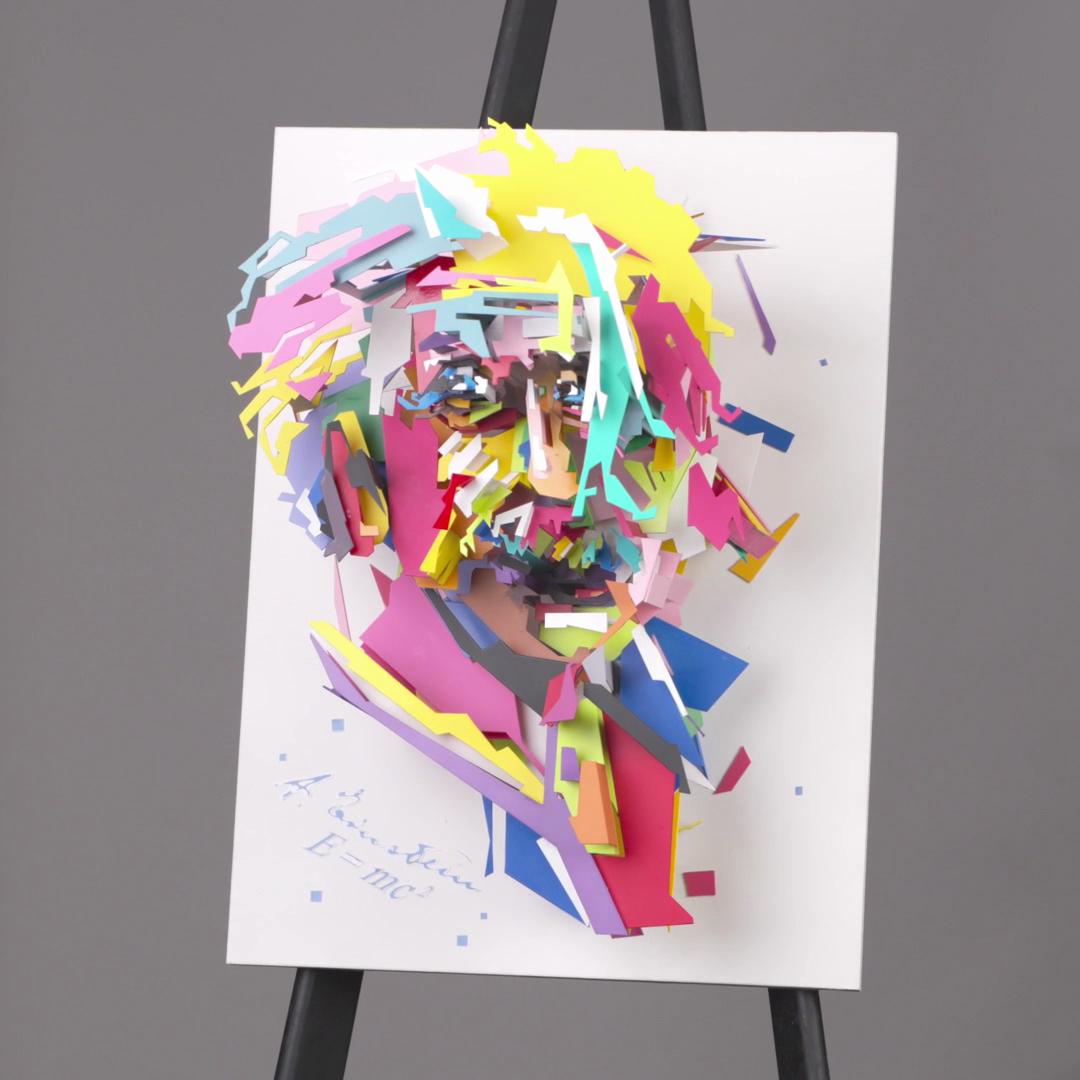 A. Einstein
E = mc²